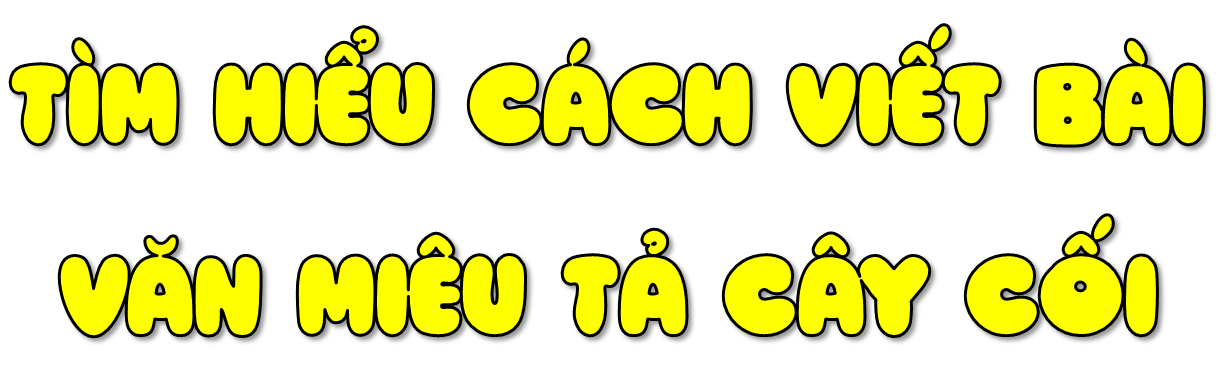 TÌM HIỂU CÁCH VIẾT BÀI
VĂN MIÊU TẢ CÂY CỐI